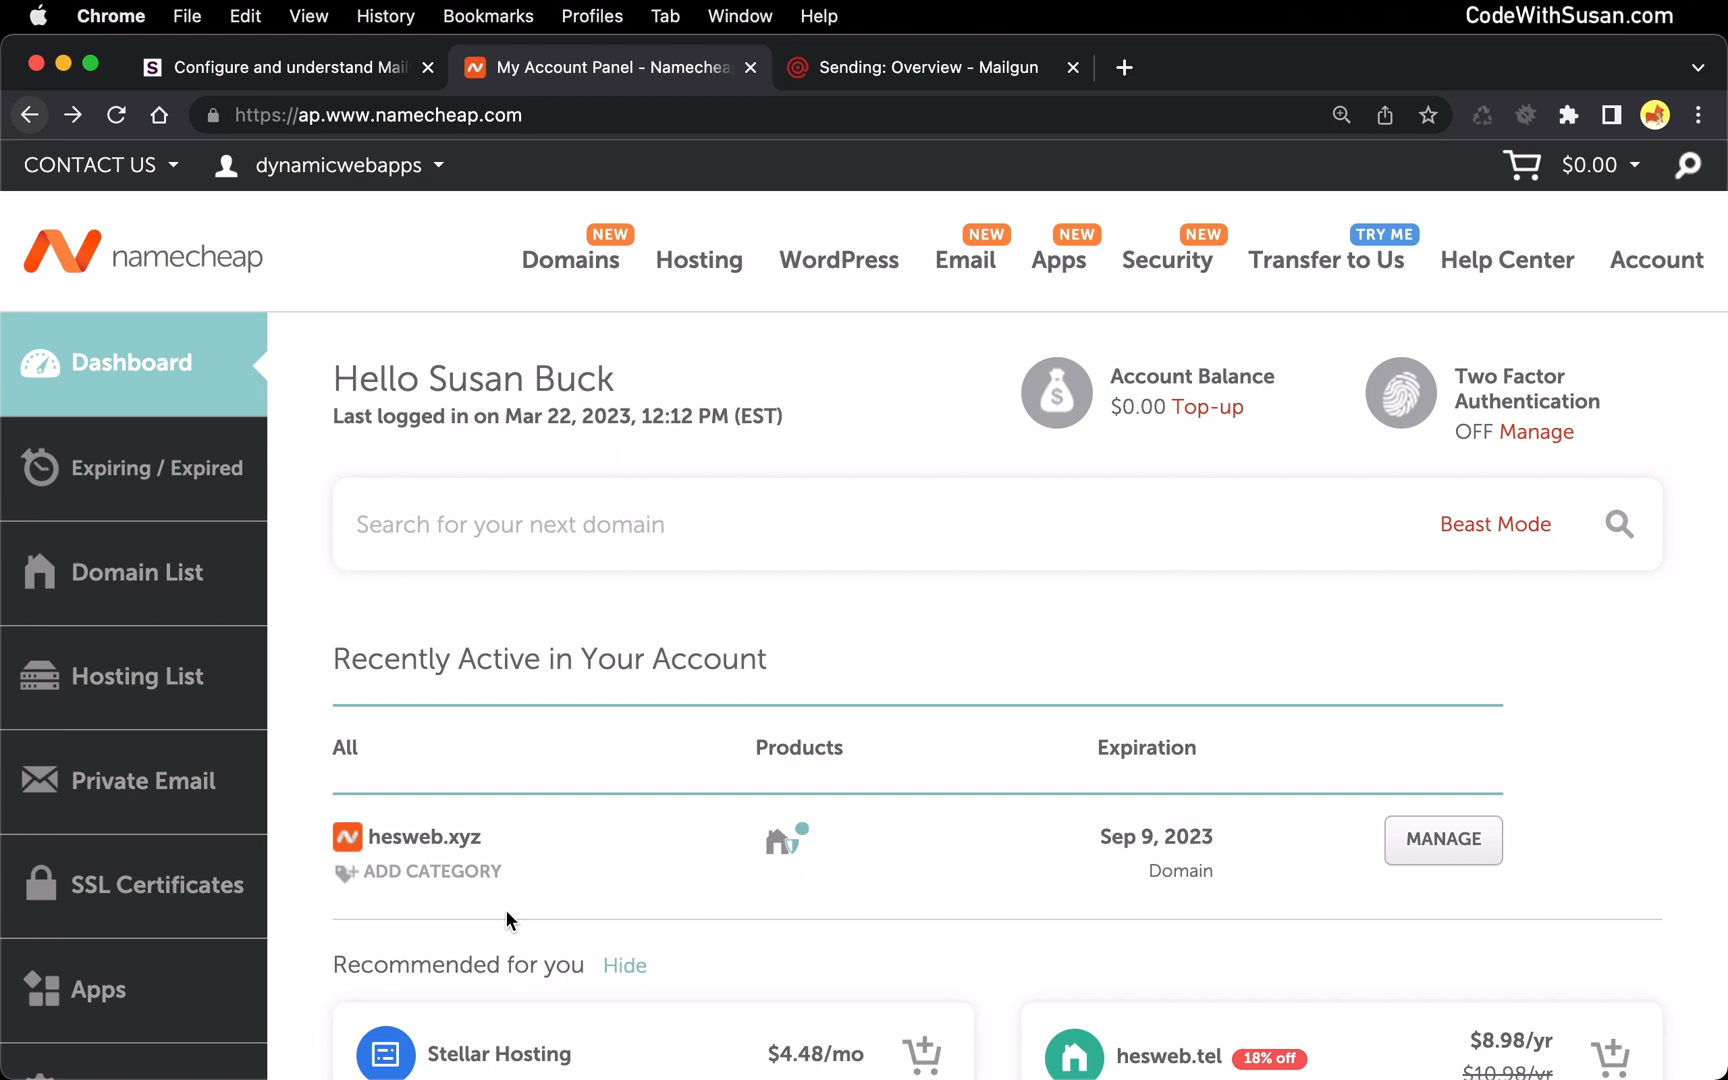 Chrome File Edit View History Bookmarks Profiles Tab Window Help CodeWithSusan.com
Configure and understand Mail My Account Panel - Namechea Sending: Overview - Mailgun
https://ap.www.namecheap.com
CONTACT US dynamicwebapps $0.00
NEW NEW NEW NEW TRY ME
namecheap Domains Hosting WordPress Email Apps Security Transfer to Us Help Center Account
Dashboard
Expiring / Expired
Domain List
Hosting List
Private Email
SSL Certificates
Apps
Hello Susan Buck
Last logged in on Mar 22, 2023, 12:12 PM (EST)
Account Balance
$0.00 Top-up
Two Factor
Authentication
OFF Manage
Search for your next domain Beast Mode
Recently Active in Your Account
All Products Expiration
hesweb.xyz Sep 9, 2023 MANAGE
ADD CATEGORY Domain
Recommended for you Hide
Stellar Hosting $4.48/mo
hesweb.tel 18% off $8.98/yr
$10.98/yr